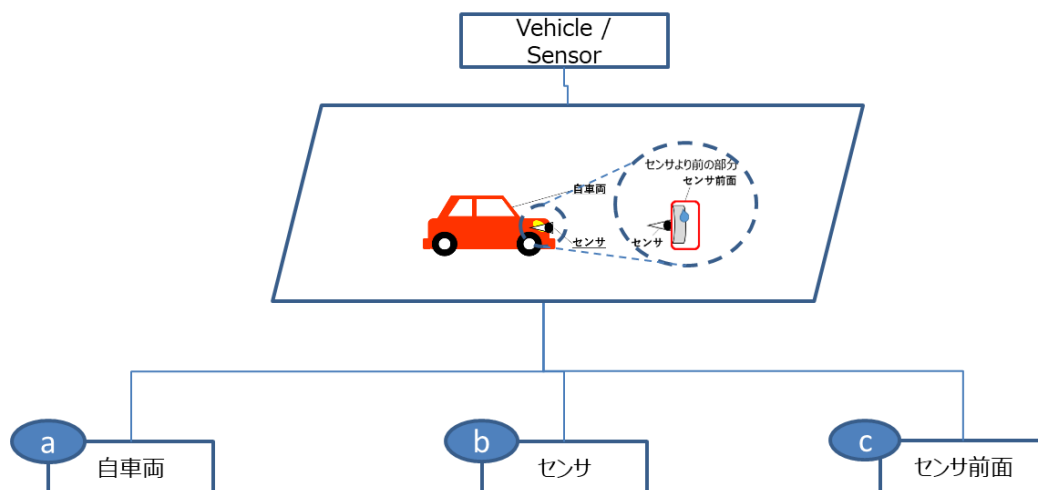 Vehicle /
Sensor
センサより前の部分
センサ前面
自車両
センサ
センサ
a
自車両
b
センサ
c
センサ前面